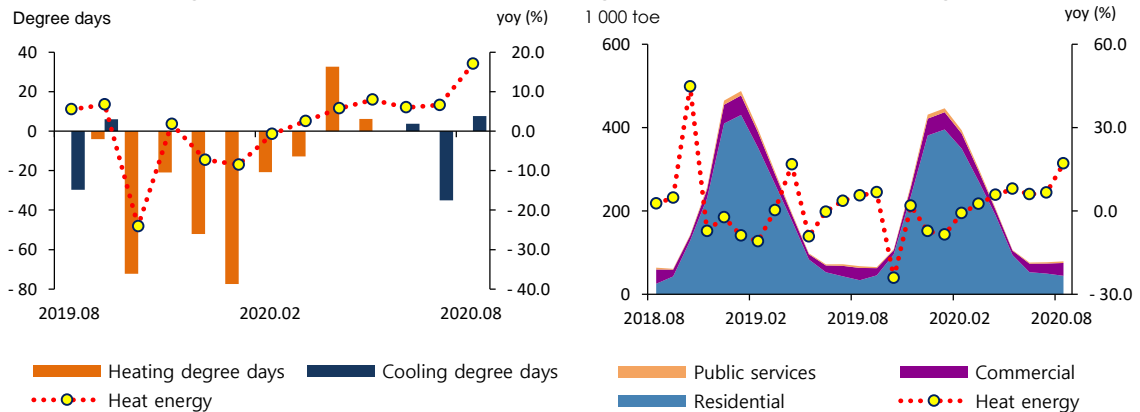 Degree days
yoy (%)
40
20
0
- 20
- 40
- 60
- 80
20.0
10.0
0.0
- 10.0
- 20.0
- 30.0
- 40.0
2019.08
2020.02
2020.08
Heating degree days
Cooling degree days
Heat energy
1 000 toe
yoy (%)
600
400
200
0
60.0
30.0
0.0
-30.0
2018.08
2019.02
2019.08
2020.02
2020.08
Public services
Commercial
Residential
Heat energy